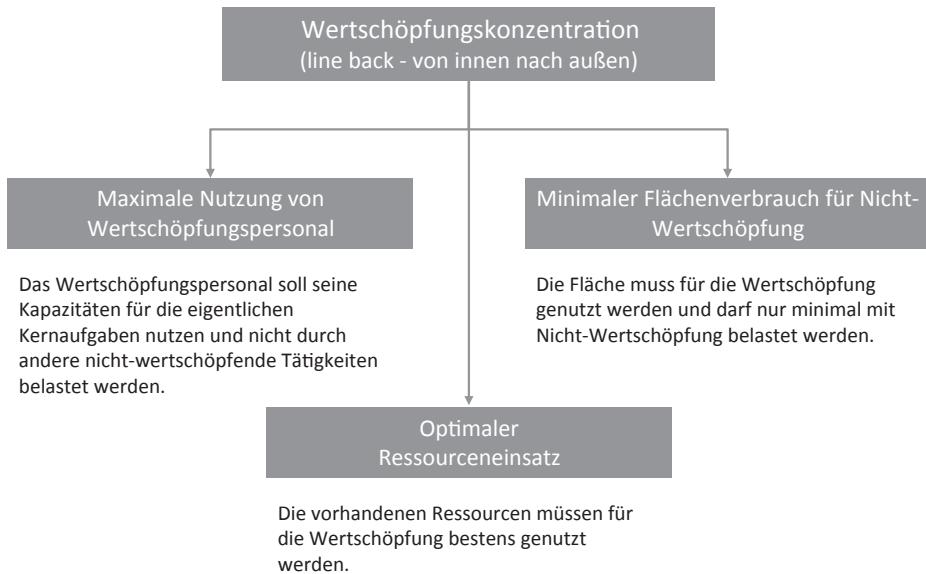 Wertschöpfungskonzentration
(line back - von innen nach außen)
Maximale Nutzung von
Wertschöpfungspersonal
Das Wertschöpfungspersonal soll seine
Kapazitäten für die eigentlichen
Kernaufgaben nutzen und nicht durch
andere nicht-wertschöpfende Tätigkeiten
belastet werden.
Minimaler Flächenverbrauch für Nicht-
Wertschöpfung
Die Fläche muss für die Wertschöpfung
genutzt werden und darf nur minimal mit
Nicht-Wertschöpfung belastet werden.
Optimaler
Ressourceneinsatz
Die vorhandenen Ressourcen müssen für
die Wertschöpfung bestens genutzt
werden.